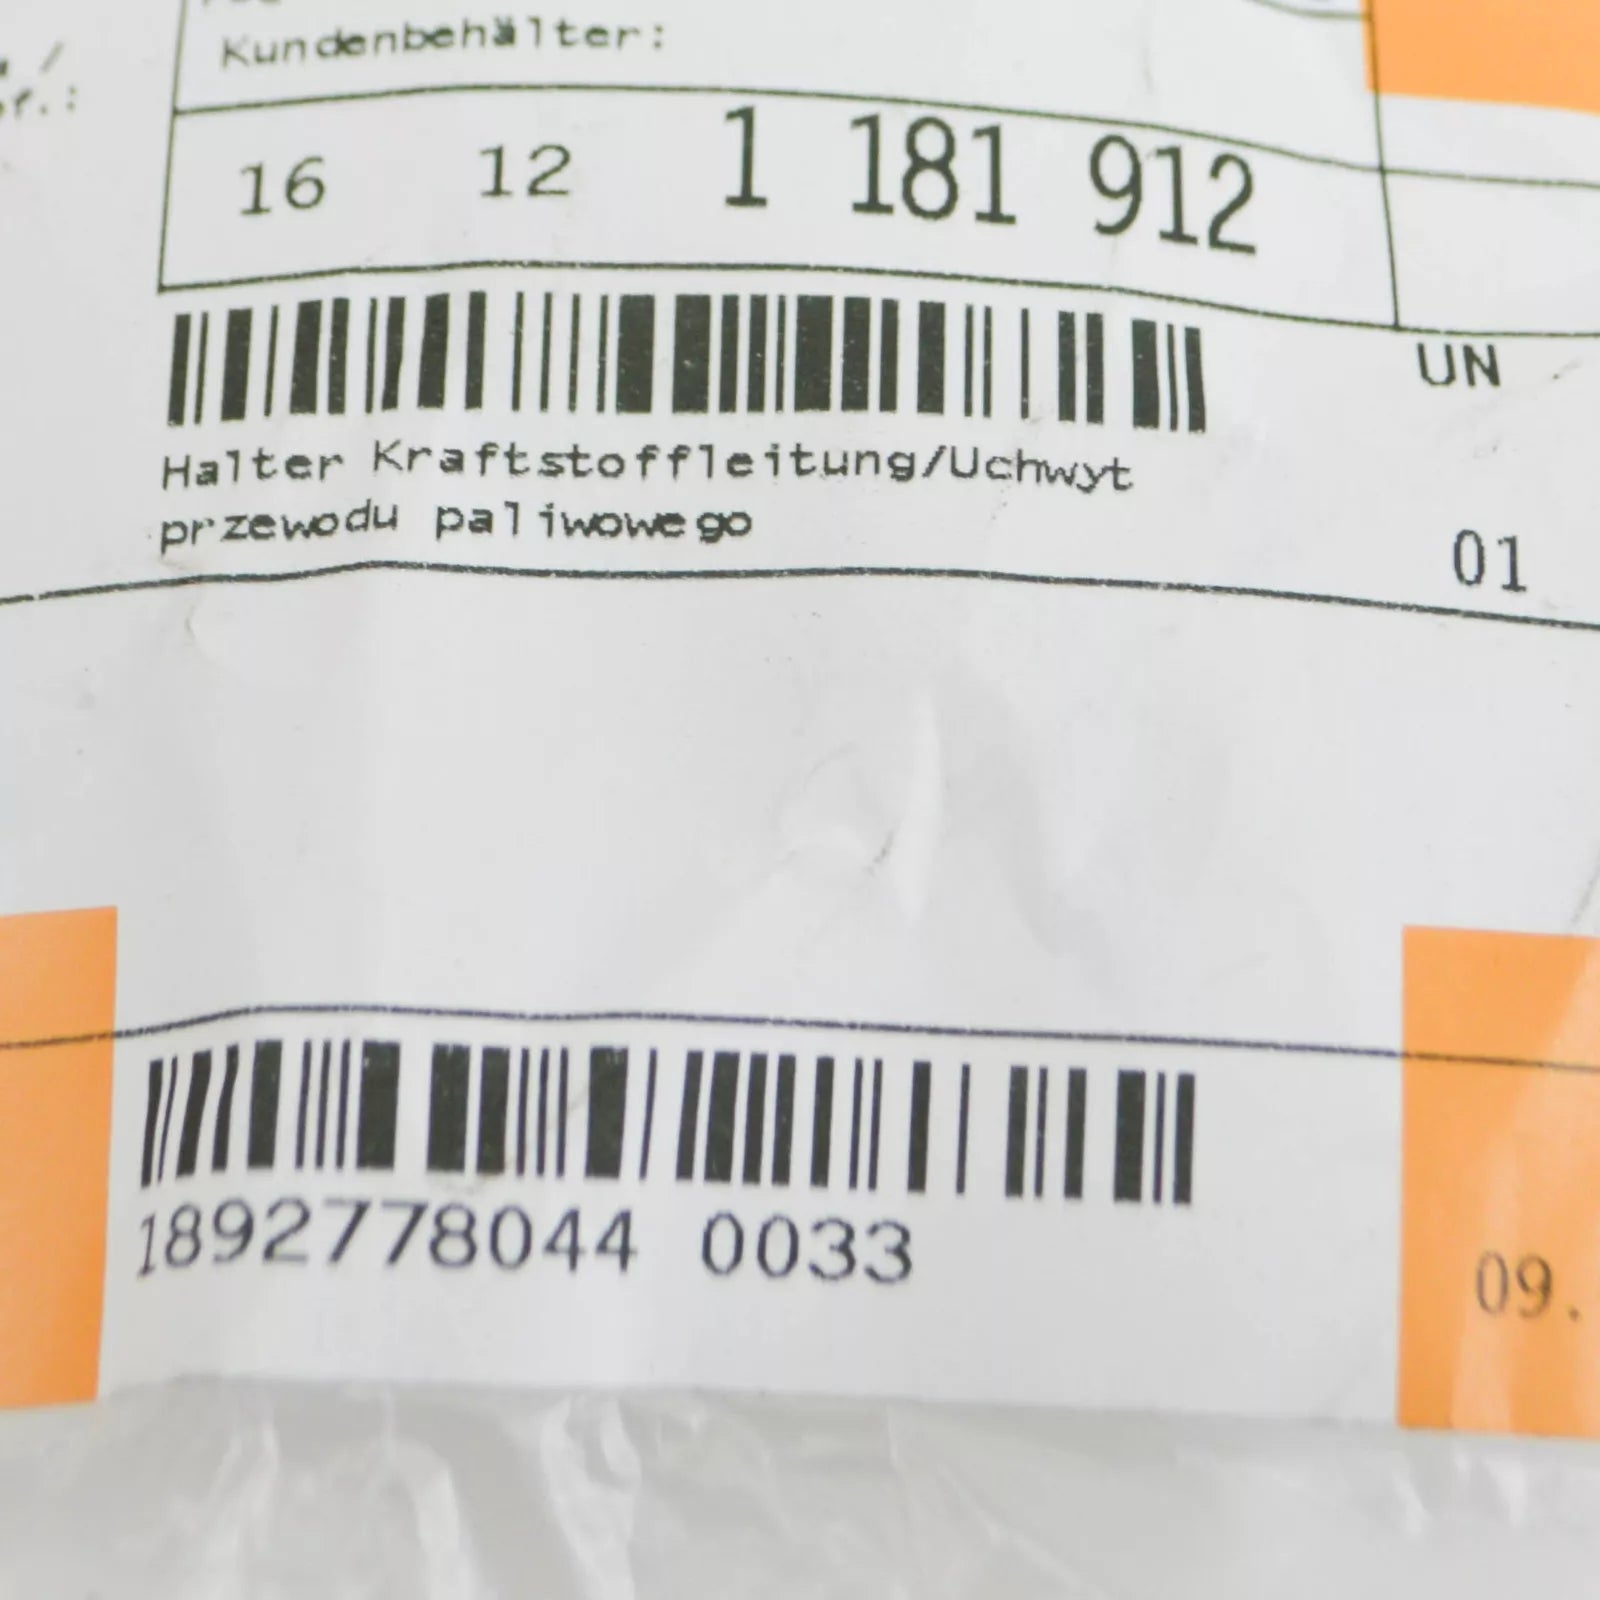 Kundenbehälter:
16 12 1 181 912
UN
Halter Kraftstoffleitung/Uchwyt
przewodu paliwowego
01
1892778044 0033
09.